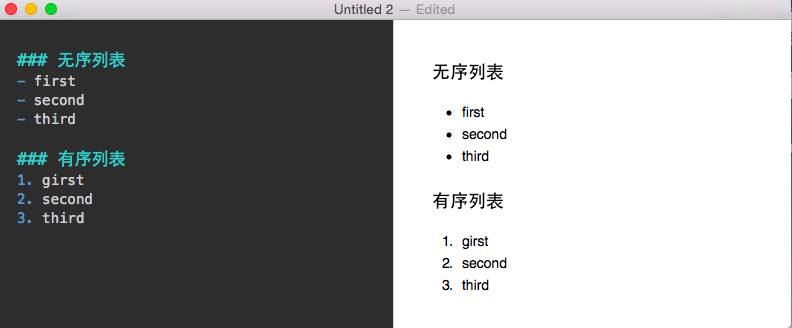 Untitled 2 — Edited
### 无序列表
- first
- second
- third
### 有序列表
1. girst
2. second
3. third
无序列表
• first
• second
• third
有序列表
1. girst
2. second
3. third